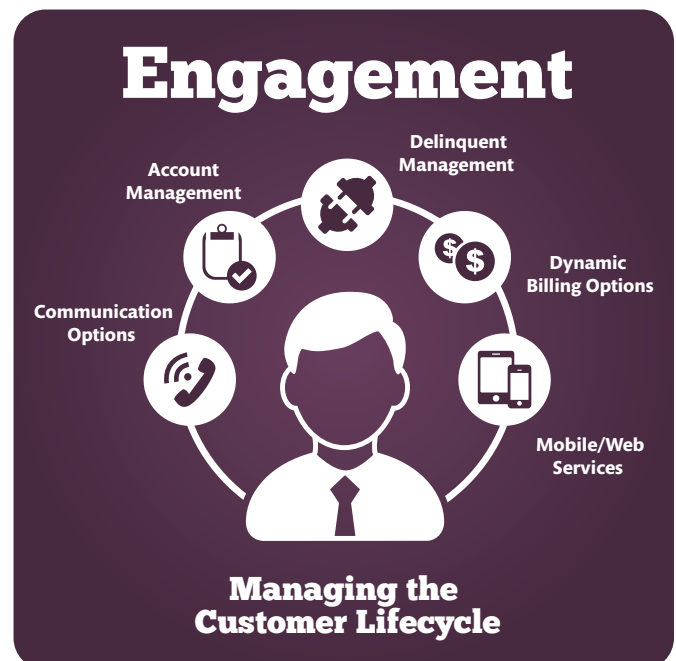 Engagement
Delinquent
Management
Account
Management
Dynamic
Billing Options
Communication
Options
Mobile/Web
Services
$
$
Managing the
Customer Lifecycle